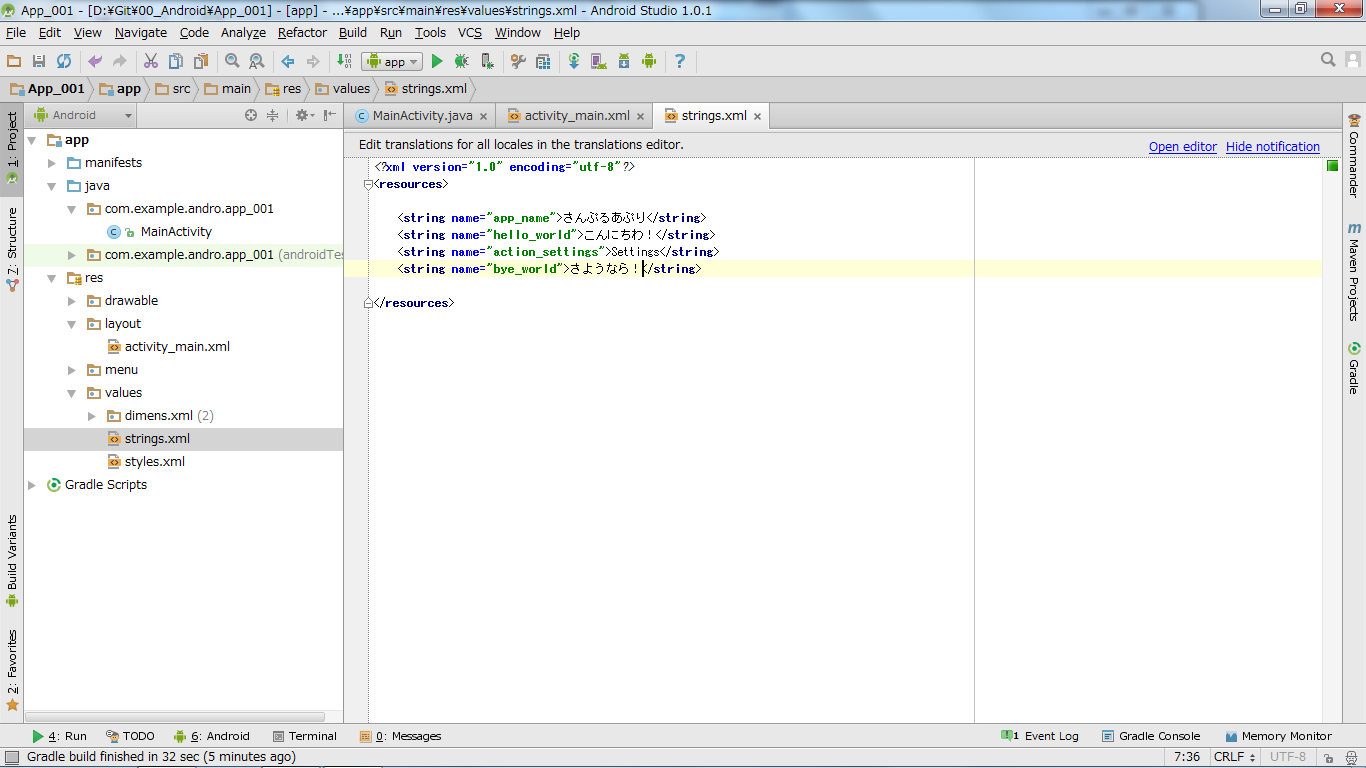 App_001 - [D:¥Git¥00_Android¥App_001] - [app] - ...¥app¥src¥main¥res¥values¥strings.xml - Android Studio 1.0.1
File Edit View Navigate Code Analyze Refactor Build Run Tools VCS Window Help
app
App_001 app src main res values strings.xml
Android
MainActivity.java activity_main.xml strings.xml
1: Project
7: Structure
Build Variants
2: Favorites
app
manifests
java
com.example.andro.app_001
MainActivity
com.example.andro.app_001 (androidTes
res
drawable
layout
activity_main.xml
menu
values
dimens.xml (2)
strings.xml
styles.xml
Gradle Scripts
Edit translations for all locales in the translations editor. Open editor Hide notification
<?xml version="1.0" encoding="utf-8"?>
<resources>
<string name="app_name">さんぷるあぷり</string>
<string name="hello_world">こんにちわ！</string>
<string name="action_settings">Settings</string>
<string name="bye_world">さようなら！</string>
</resources>
Commander
Maven Projects
Gradle
4: Run TODO 6: Android Terminal 0: Messages 1 Event Log Gradle Console Memory Monitor
Gradle build finished in 32 sec (5 minutes ago) 7:36 CRLF UTF-8